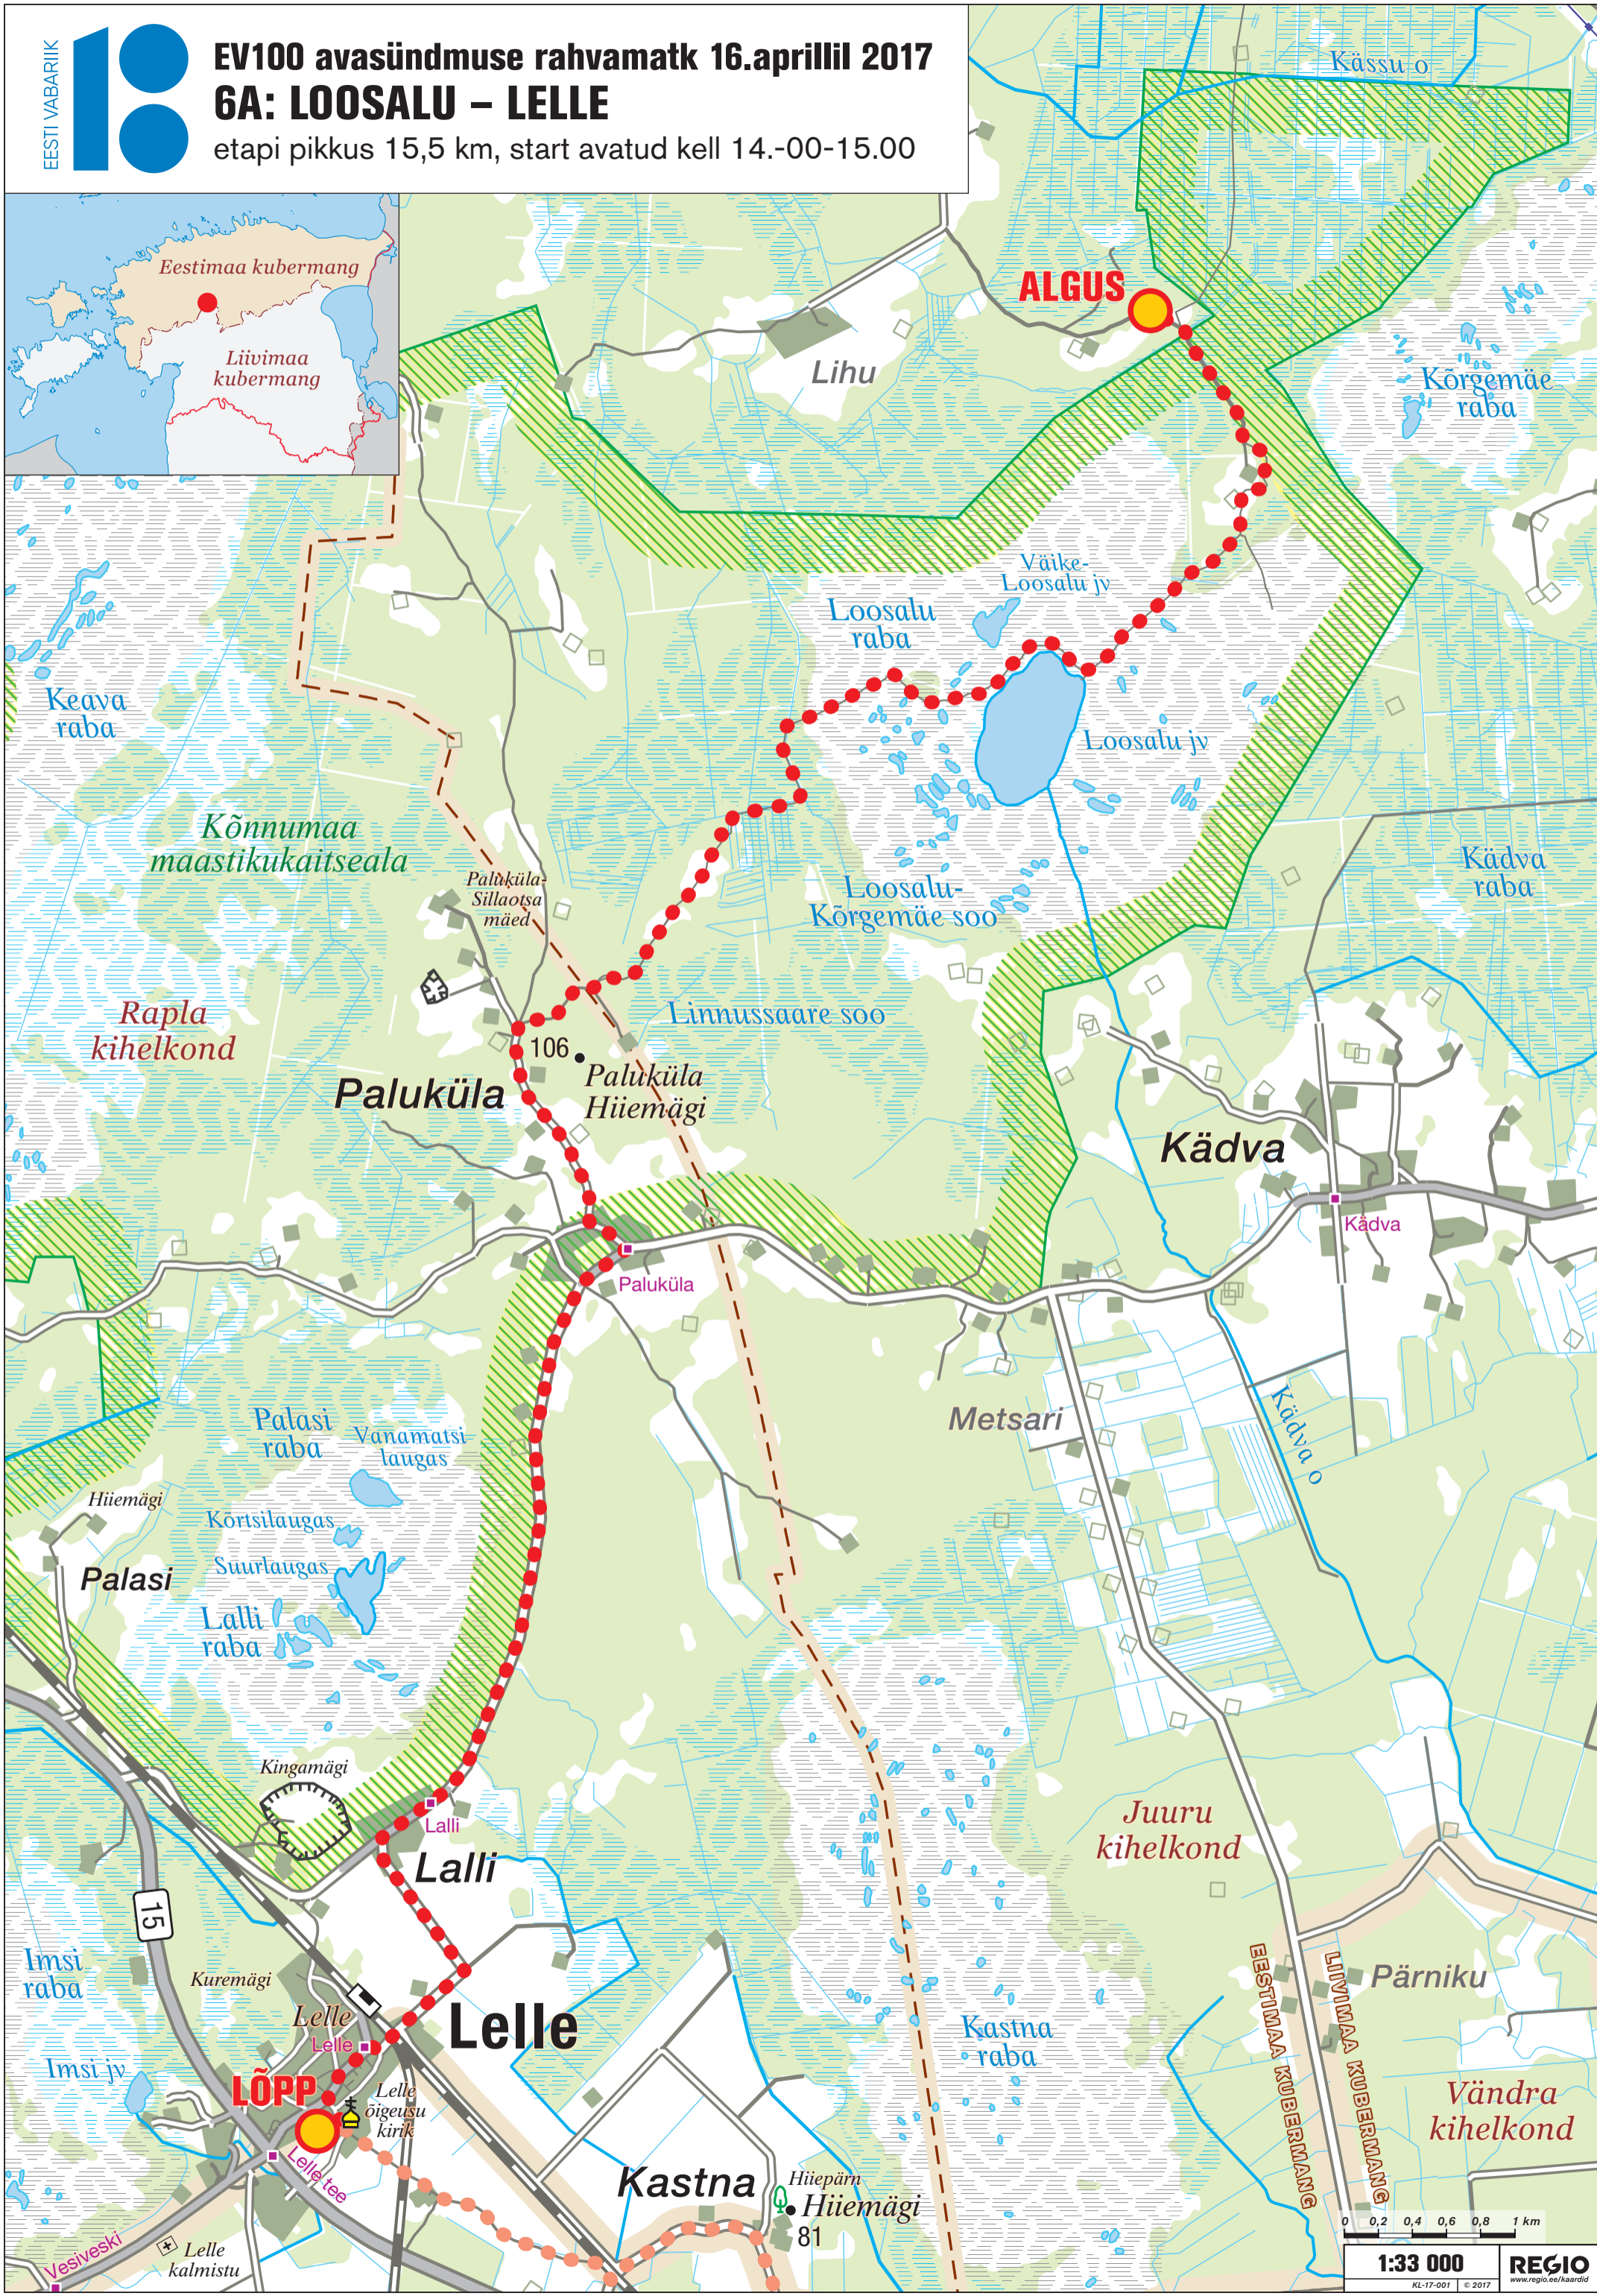 EESTI VABARIIK
EV100 avasündmuse rahvamatk 16.aprillil 2017
6A: LOOSALU – LELLE
etapi pikkus 15,5 km, start avatud kell 14.-00-15.00
Eestimaa kubermang
Liivimaa
kubermang
Kässu o
ALGUS
Lihu
Kõrgemäe
raba
Väike-
Loosalu jv
Loosalu
raba
Loosalu jv
Keava
raba
Kõnnumaa
maastikukaitseala
Paluküla-
Sillaotsa
mäed
Loosalu-
Kõrgemäe soo
Kädva
raba
Rapla
kihelkond
Linnussaare soo
106
Paluküla
Hiiemägi
Paluküla
Kädva
Kädva
Paluküla
Metsari
Kädva o
Palasi
raba
Vanamatsi
laugas
Hiiemägi
Kõrtsilaugas
Suurlaugas
Palasi
Lalli
raba
Kingamägi
Lalli
Lalli
Juuru
kihelkond
15
Imsi
raba
Kuremägi
Lelle
Lelle
Lelle
Imsi jv
LÕPP
Lelle
õigeusu
kirik
Lelle tee
Kastna
raba
EESTIMAA KUBERMANG
LIIVIMAA KUBERMANG
Pärniku
Vändra
kihelkond
Kastna
Hiiepärn
Hiiemägi
81
Vesiveski
Lelle
kalmistu
0 0,2 0,4 0,6 0,8 1 km
1:33 000
KL-17-001 © 2017
REGIO
www.regio.ee/kaardid